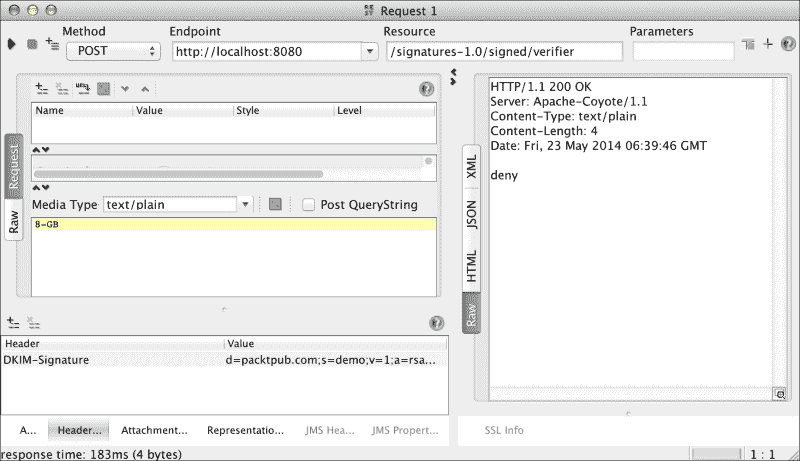 Request 1
Method
Endpoint
Resource
Parameters
POST
http://localhost:8080
/signatures-1.0/signed/verifier
Name
Value
Style
Level
Request
Raw
Media Type
text/plain
Post QueryString
8-GB
Header
Value
DKIM-Signature
d=packtpub.com;s=demo;v=1;a=rsa...
A...
Header...
Attachment...
Representatio...
JMS Hea...
JMS Propert...
response time: 183ms (4 bytes)
XML
JSON
HTML
Raw
HTTP/1.1 200 OK
Server: Apache-Coyote/1.1
Content-Type: text/plain
Content-Length: 4
Date: Fri, 23 May 2014 06:39:46 GMT
deny
SSL Info
1 : 1